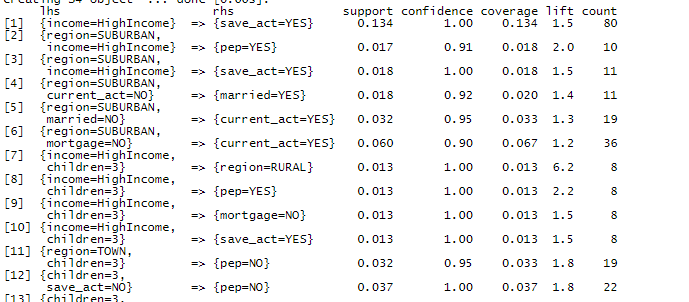 creating S4 object ... done [0.00s].
lhs rhs support confidence coverage lift count
[1] {income=HighIncome} => {save_act=YES} 0.134 1.00 0.134 1.5 80
[2] {region=SUBURBAN,
income=HighIncome} => {pep=YES} 0.017 0.91 0.018 2.0 10
[3] {region=SUBURBAN,
income=HighIncome} => {save_act=YES} 0.018 1.00 0.018 1.5 11
[4] {region=SUBURBAN,
current_act=NO} => {married=YES} 0.018 0.92 0.020 1.4 11
[5] {region=SUBURBAN,
married=NO} => {current_act=YES} 0.032 0.95 0.033 1.3 19
[6] {region=SUBURBAN,
mortgage=NO} => {current_act=YES} 0.060 0.90 0.067 1.2 36
[7] {income=HighIncome,
children=3} => {region=RURAL} 0.013 1.00 0.013 6.2 8
[8] {income=HighIncome,
children=3} => {pep=YES} 0.013 1.00 0.013 2.2 8
[9] {income=HighIncome,
children=3} => {mortgage=NO} 0.013 1.00 0.013 1.5 8
[10] {income=HighIncome,
children=3} => {save_act=YES} 0.013 1.00 0.013 1.5 8
[11] {region=TOWN,
children=3} => {pep=NO} 0.032 0.95 0.033 1.8 19
[12] {children=3,
save_act=NO} => {pep=NO} 0.037 1.00 0.037 1.8 22
[13] {children=3,